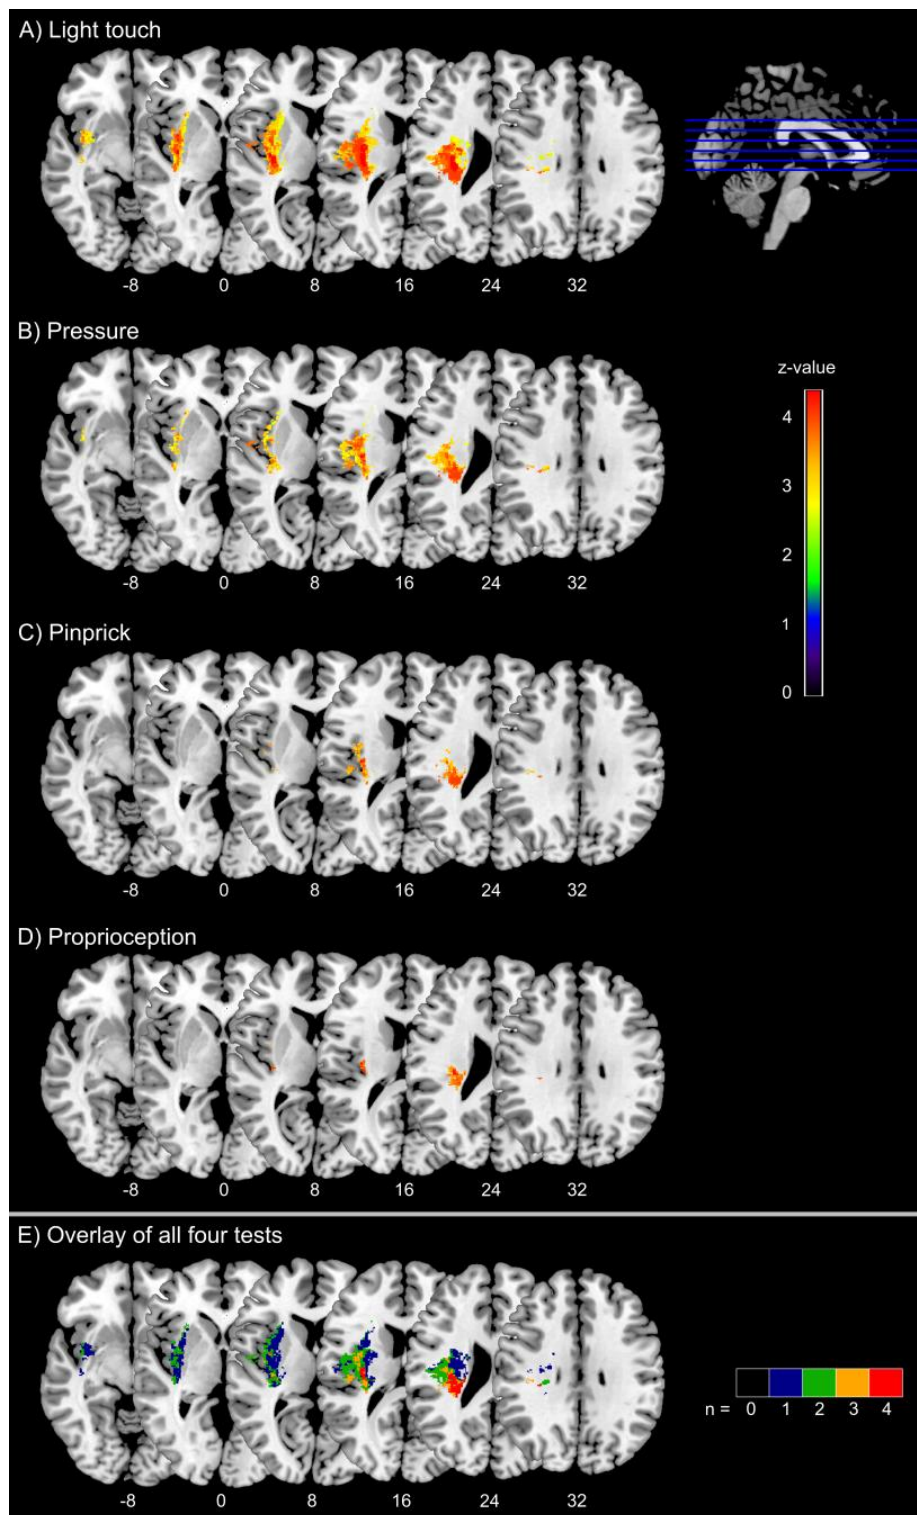 A) Light touch
-8 0 8 16 24 32
B) Pressure
z-value
4
3
2
1
0
-8 0 8 16 24 32
C) Pinprick
-8 0 8 16 24 32
D) Proprioception
-8 0 8 16 24 32
E) Overlay of all four tests
n = 0 1 2 3 4
-8 0 8 16 24 32